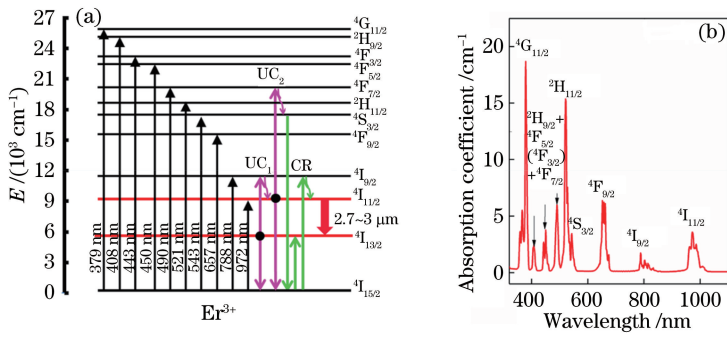 (a)
E /(10³ cm⁻¹)
27
24
21
18
15
12
9
6
3
0
379 nm
408 nm
443 nm
450 nm
490 nm
521 nm
543 nm
657 nm
788 nm
972 nm
UC₂
UC₁
CR
2.7~3 μm
⁴G₁₁/₂
²H₉/₂
⁴F₃/₂
⁴F₅/₂
⁴F₇/₂
²H₁₁/₂
⁴S₃/₂
⁴F₉/₂
⁴I₉/₂
⁴I₁₁/₂
⁴I₁₃/₂
⁴I₁₅/₂
Er³⁺
(b)
Absorption coefficient /cm⁻¹
20
15
10
5
0
⁴G₁₁/₂
²H₁₁/₂
²H₉/₂+
⁴F₅/₂
(⁴F₃/₂)
+⁴F₇/₂
⁴S₃/₂
⁴F₉/₂
⁴I₉/₂
⁴I₁₁/₂
400
600
800
1000
Wavelength /nm